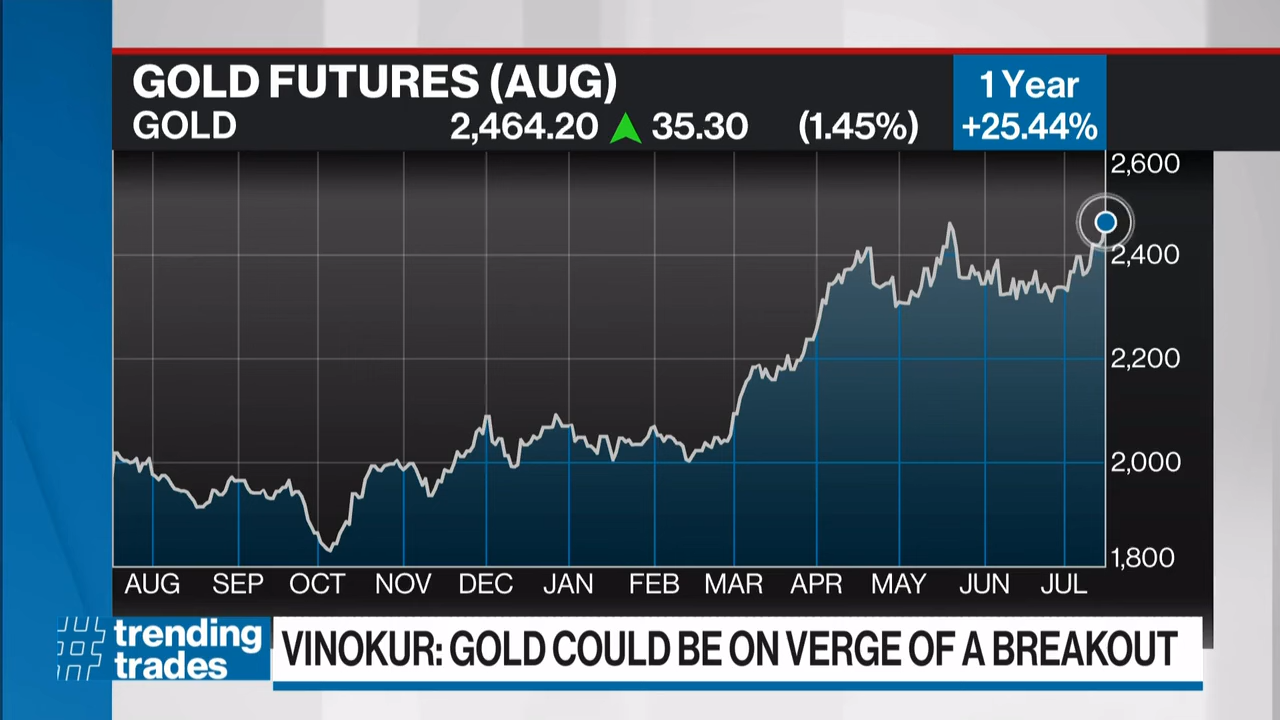 GOLD FUTURES (AUG)
GOLD 2,464.20 35.30 (1.45%)
1 Year
+25.44%
2,600
2,400
2,200
2,000
1,800
AUG SEP OCT NOV DEC JAN FEB MAR APR MAY JUN JUL
trending
trades
VINOKUR: GOLD COULD BE ON VERGE OF A BREAKOUT